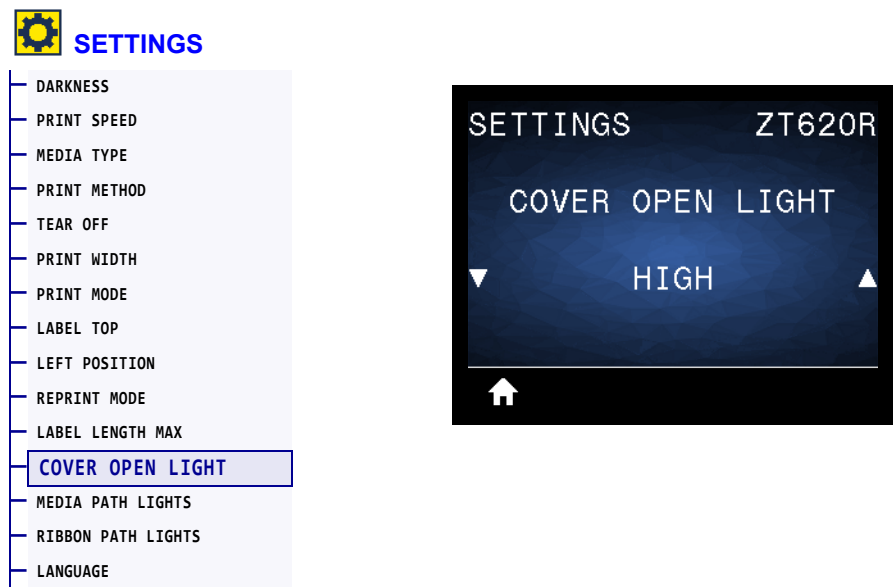 SETTINGS
DARKNESS
PRINT SPEED
MEDIA TYPE
PRINT METHOD
TEAR OFF
PRINT WIDTH
PRINT MODE
LABEL TOP
LEFT POSITION
REPRINT MODE
LABEL LENGTH MAX
COVER OPEN LIGHT
MEDIA PATH LIGHTS
RIBBON PATH LIGHTS
LANGUAGE
SETTINGS ZT620R
COVER OPEN LIGHT
HIGH